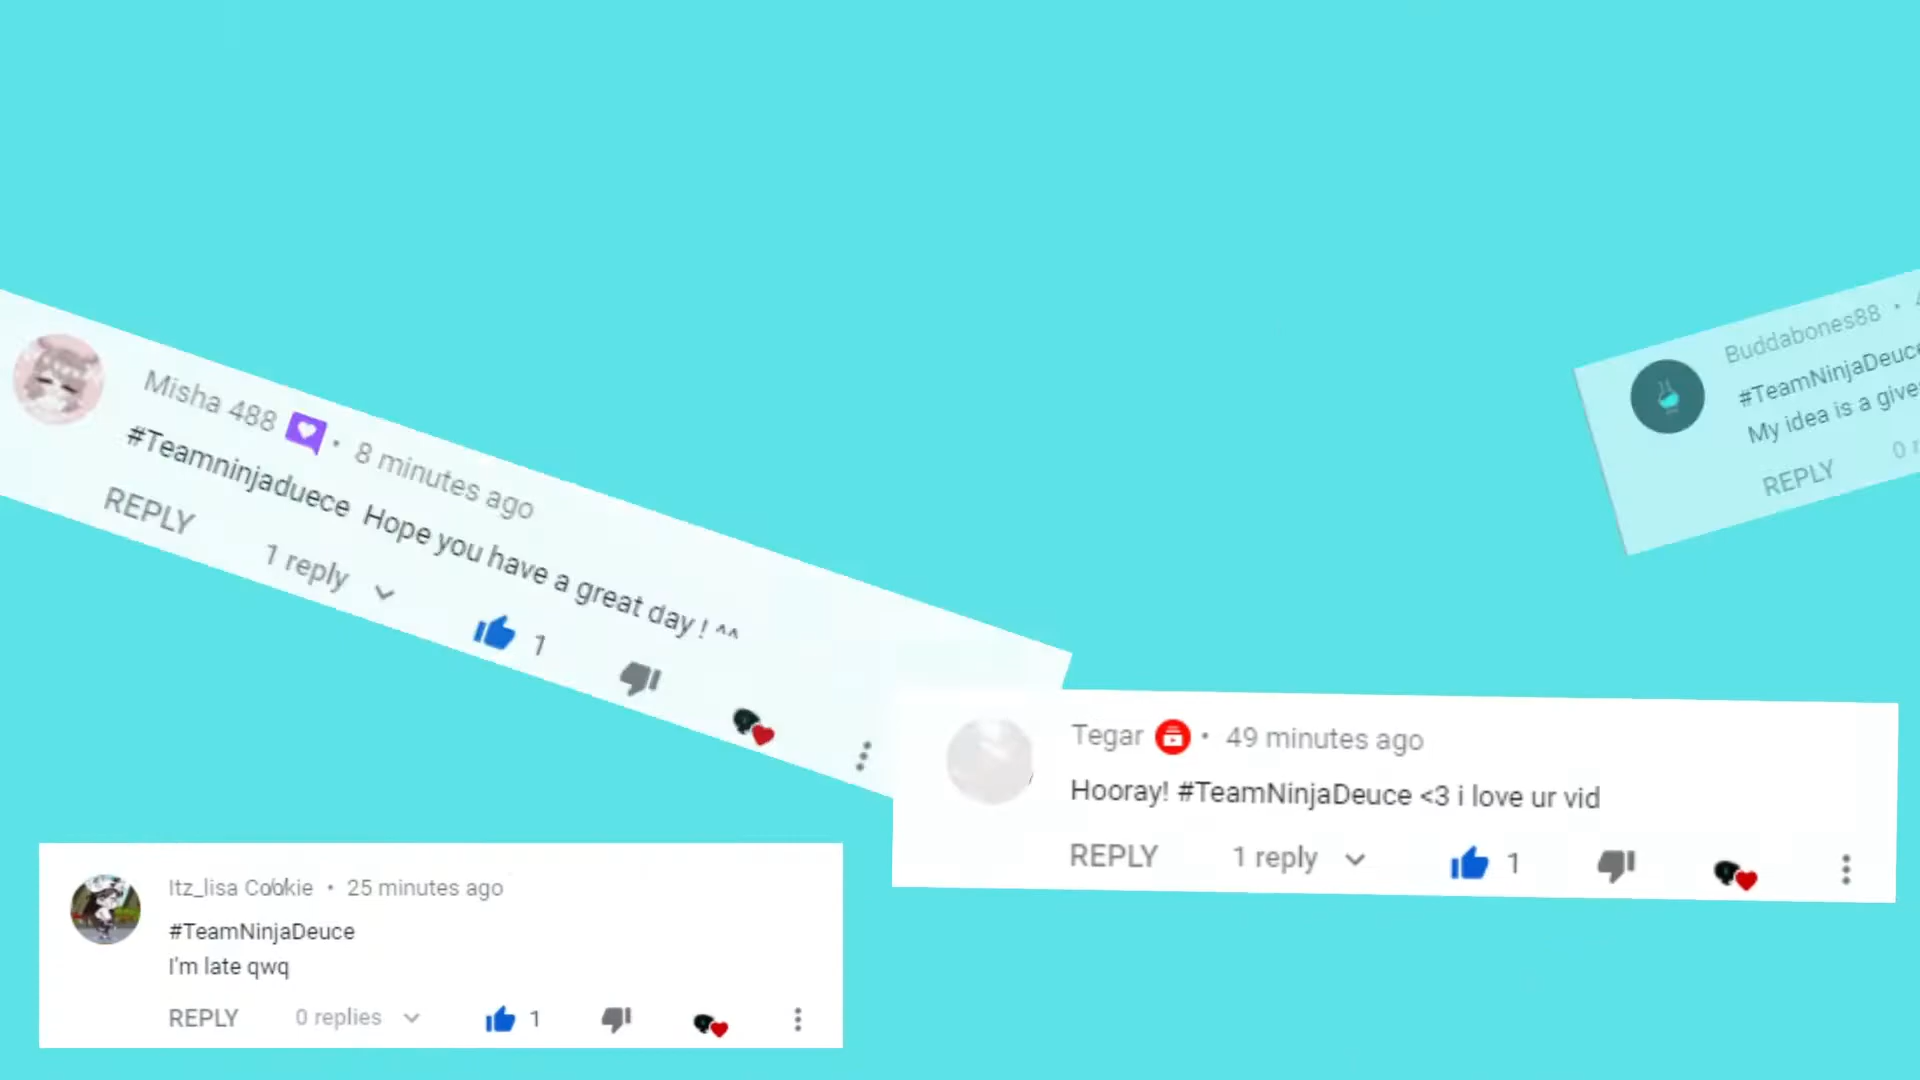 Misha 488 • 8 minutes ago
#Teamninjaduece Hope you have a great day ! ^^
REPLY 1 reply 1
Buddabones88 •
#TeamNinjaDeuce
My idea is a
REPLY 0
Tegar • 49 minutes ago
Hooray! #TeamNinjaDeuce <3 i love ur vid
REPLY 1 reply 1
Itz_lisa Cookie • 25 minutes ago
#TeamNinjaDeuce
I'm late qwq
REPLY 0 replies 1